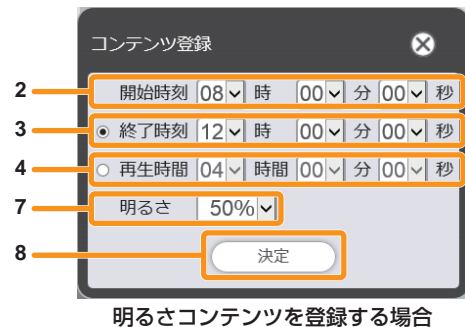 コンテンツ登録
2 開始時刻 08 時 00 分 00 秒
3 終了時刻 12 時 00 分 00 秒
4 再生時間 04 時間 00 分 00 秒
7 明るさ 50%
8 決定
明るさコンテンツを登録する場合